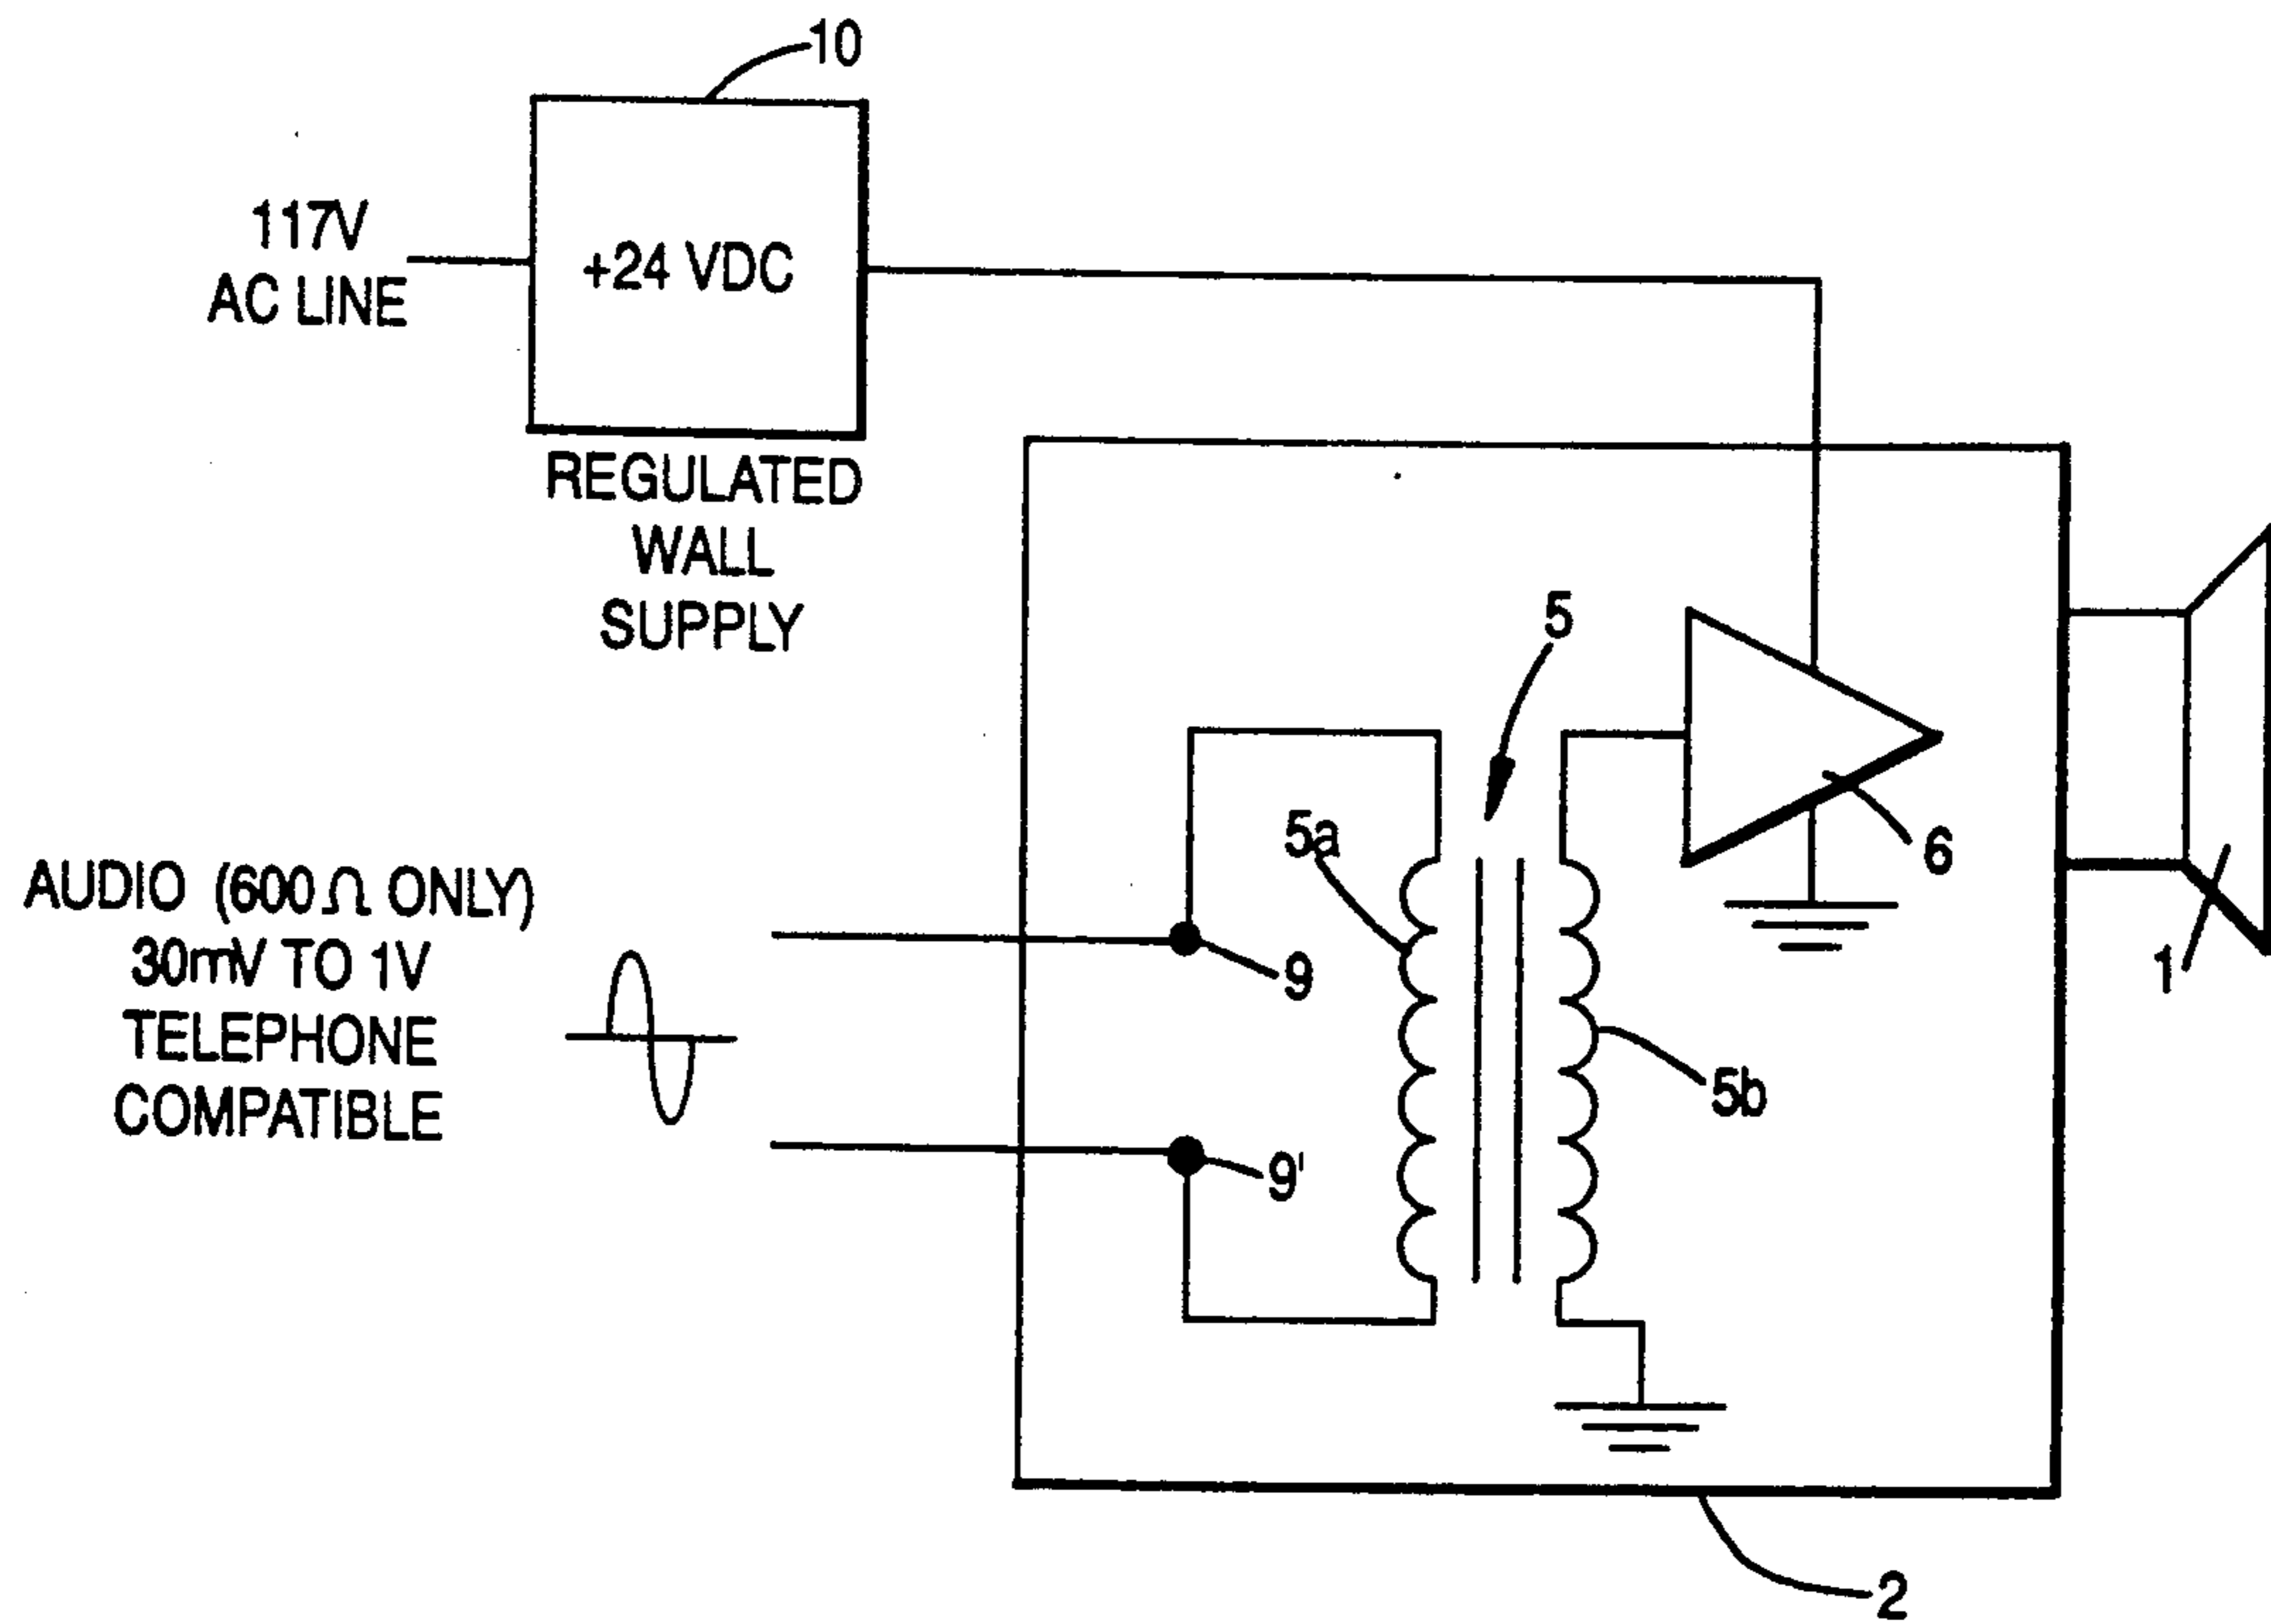 10
117V
AC LINE
+24 VDC
REGULATED
WALL
SUPPLY
5
5a
6
AUDIO (600 Ω ONLY)
30mV TO 1V
TELEPHONE
COMPATIBLE
9
1
5b
9'
2